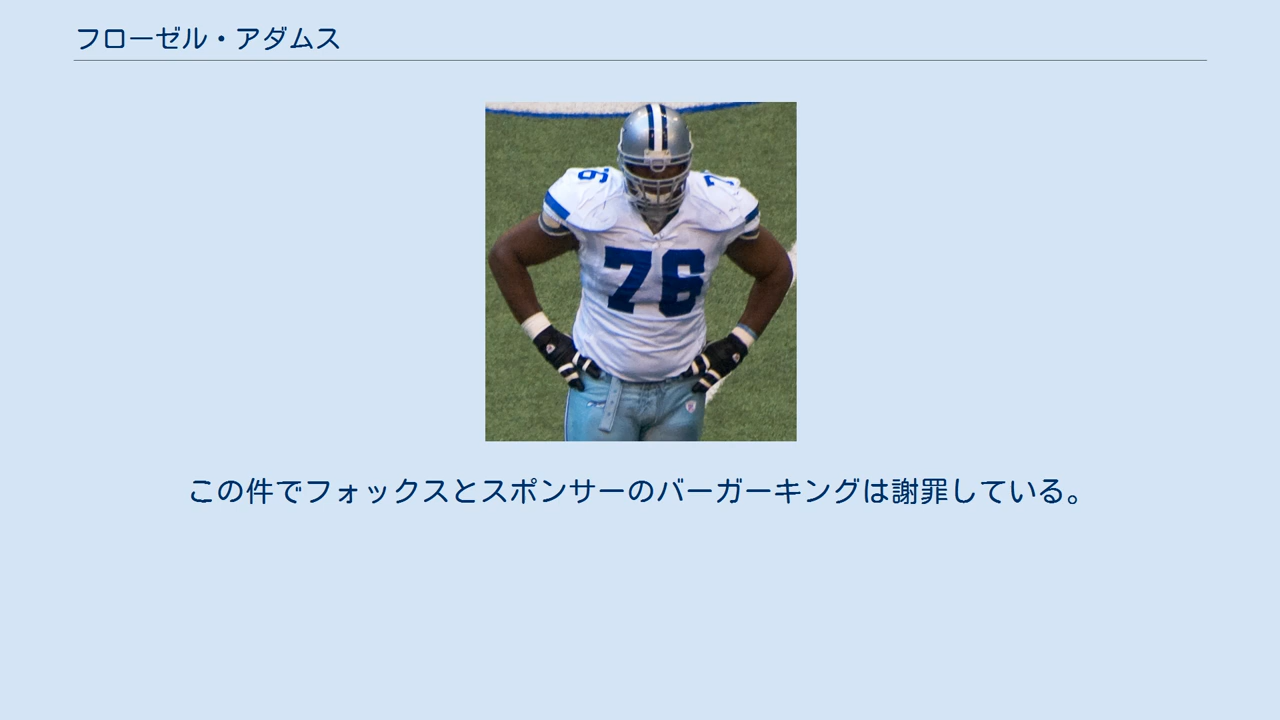 フローゼル・アダムス
76
この件でフォックスとスポンサーのバーガーキングは謝罪している。